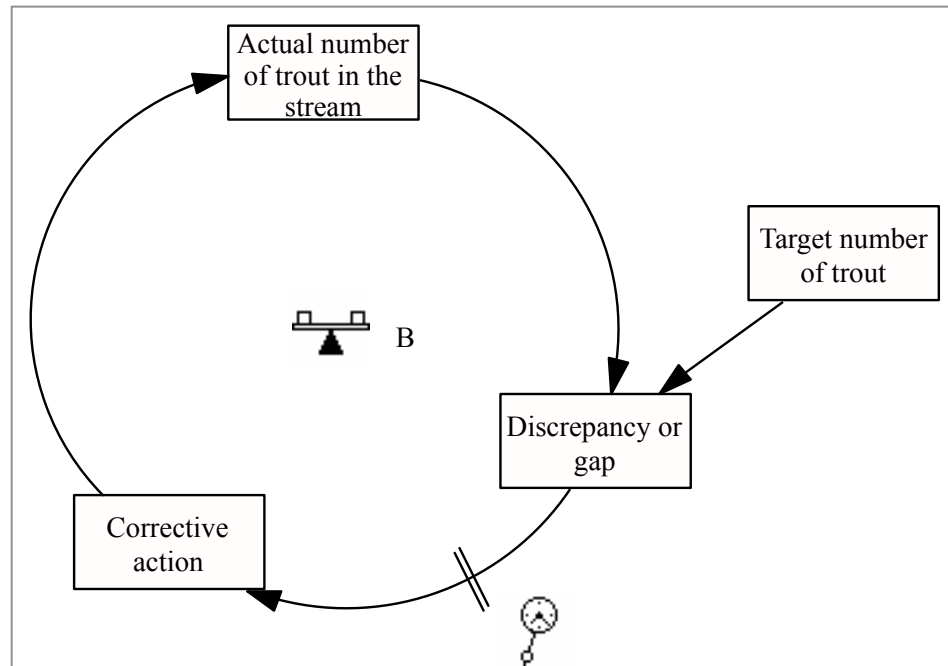 Actual number
of trout in the
stream
Target number
of trout
B
Discrepancy or
gap
Corrective
action